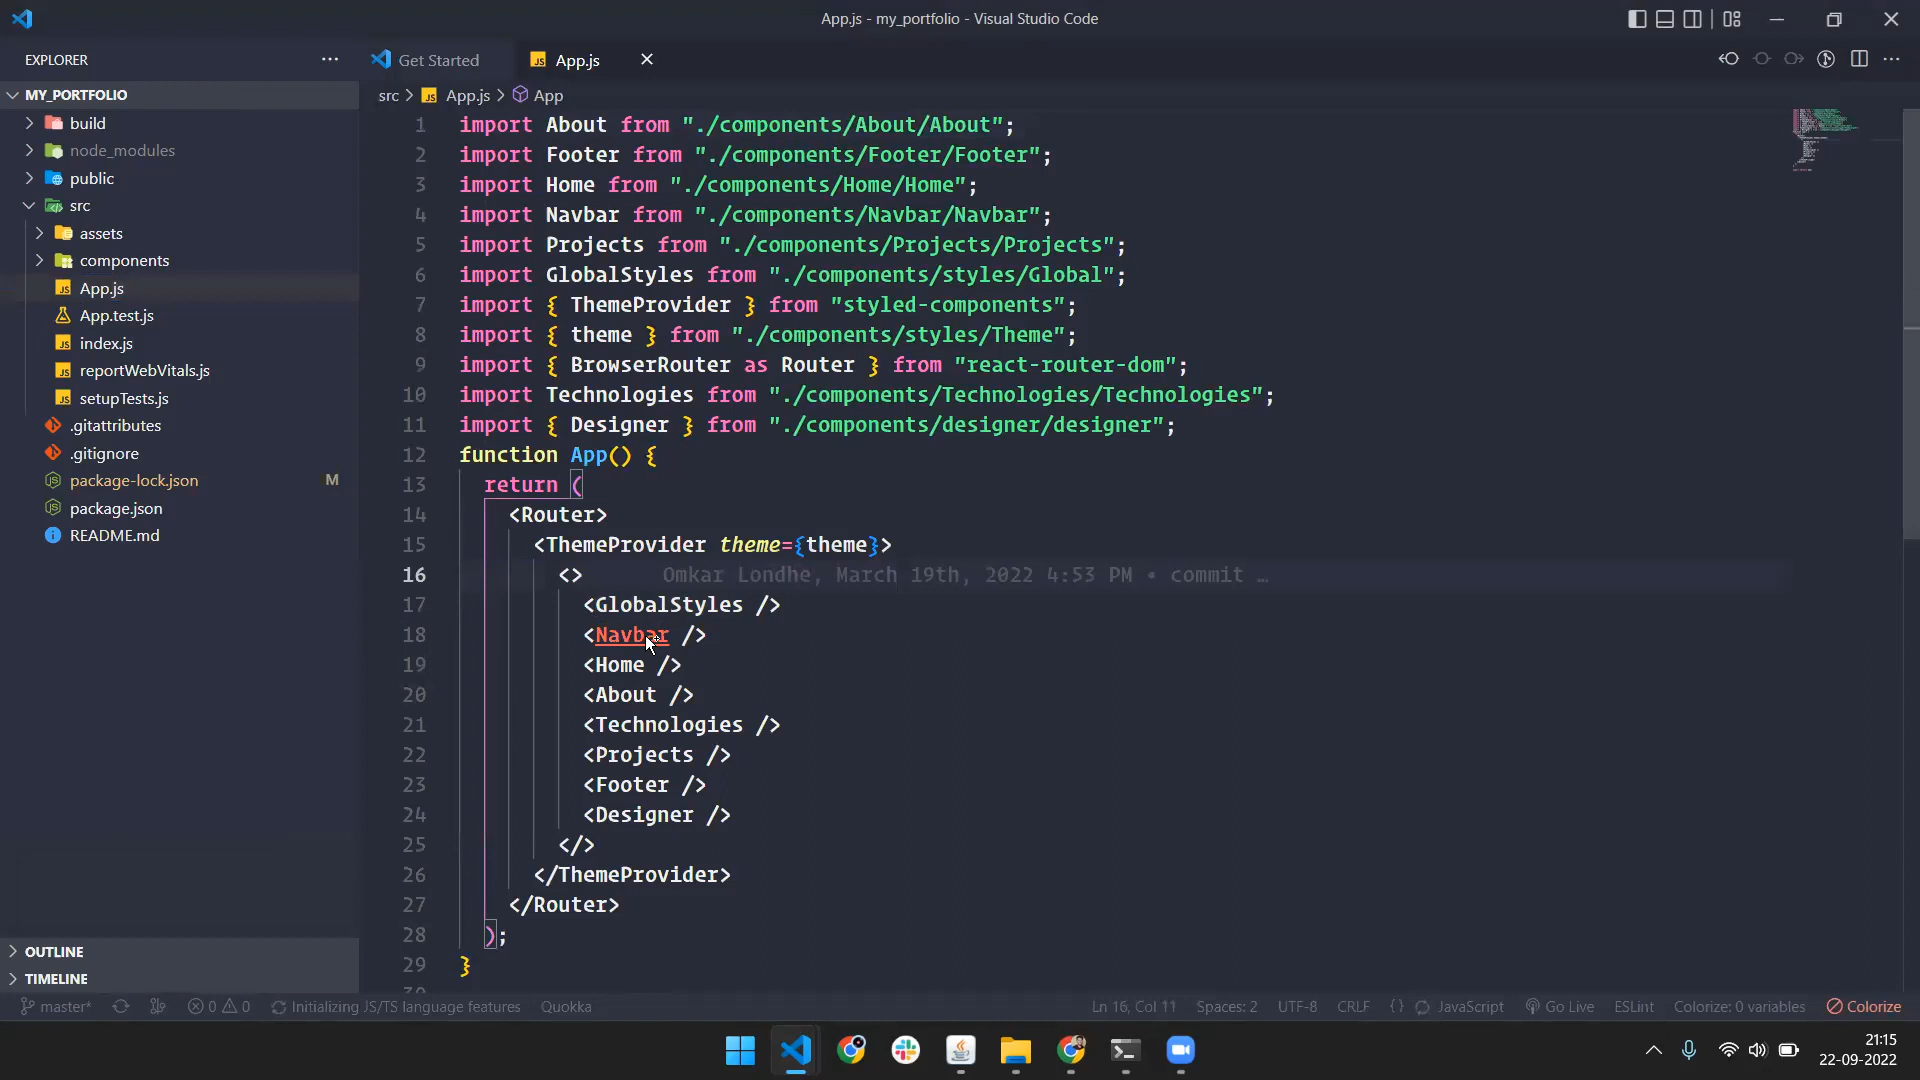 App.js - my_portfolio - Visual Studio Code
EXPLORER
MY_PORTFOLIO
build
node_modules
public
src
assets
components
App.js
App.test.js
index.js
reportWebVitals.js
setupTests.js
.gitattributes
.gitignore
package-lock.json M
package.json
README.md
OUTLINE
TIMELINE
Get Started
App.js
src > App.js > App
1 import About from "./components/About/About";
2 import Footer from "./components/Footer/Footer";
3 import Home from "./components/Home/Home";
4 import Navbar from "./components/Navbar/Navbar";
5 import Projects from "./components/Projects/Projects";
6 import GlobalStyles from "./components/styles/Global";
7 import { ThemeProvider } from "styled-components";
8 import { theme } from "./components/styles/Theme";
9 import { BrowserRouter as Router } from "react-router-dom";
10 import Technologies from "./components/Technologies/Technologies";
11 import { Designer } from "./components/designer/designer";
12 function App() {
13 return (
14 <Router>
15 <ThemeProvider theme={theme}>
16 <> Omkar Londhe, March 19th, 2022 4:53 PM • commit …
17 <GlobalStyles />
18 <Navbar />
19 <Home />
20 <About />
21 <Technologies />
22 <Projects />
23 <Footer />
24 <Designer />
25 </>
26 </ThemeProvider>
27 </Router>
28 );
29 }
master* 0 0 Initializing JS/TS language features Quokka Ln 16, Col 11 Spaces: 2 UTF-8 CRLF {} JavaScript Go Live ESLint Colorize: 0 variables Colorize
21:15
22-09-2022